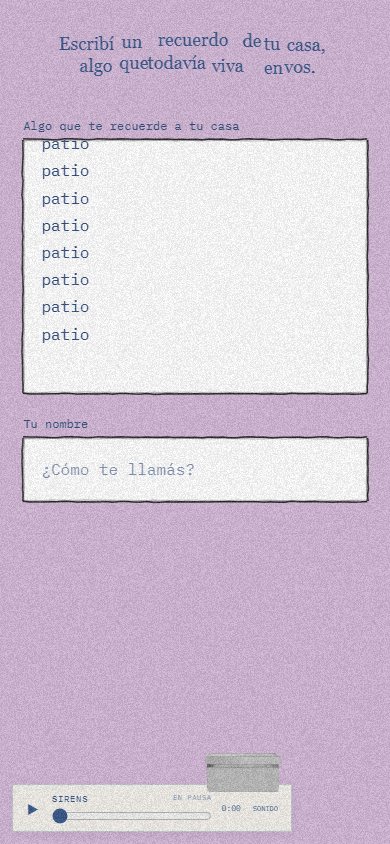 Escribí un recuerdo de tu casa,
algo que todavía viva en vos.
Algo que te recuerde a tu casa
patio
patio
patio
patio
patio
patio
patio
patio
Tu nombre
¿Cómo te llamás?
SIRENS EN PAUSA 0:00 SONIDO